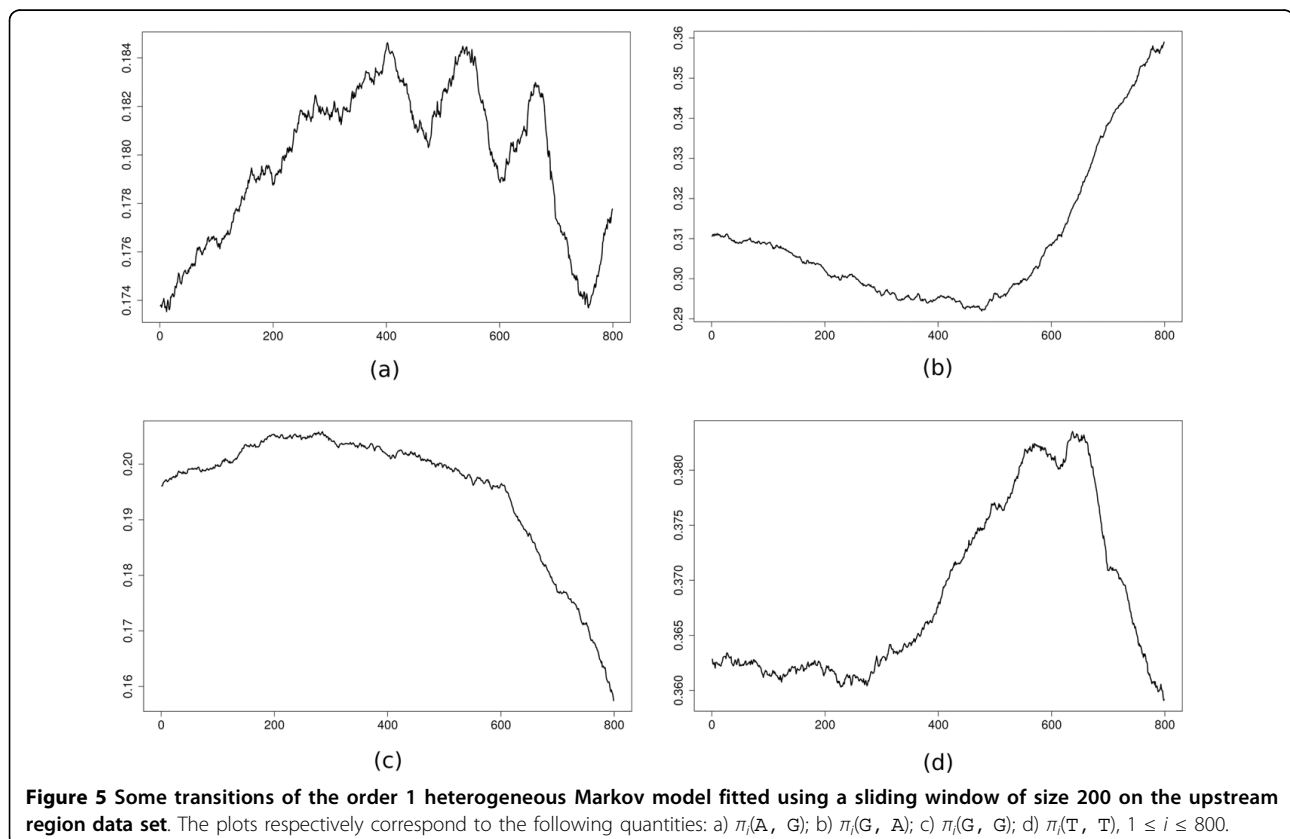 0.184
0.182
0.180
0.178
0.176
0.174
0 200 400 600 800
(a)
0.36
0.35
0.34
0.33
0.32
0.31
0.30
0.29
0 200 400 600 800
(b)
0.20
0.19
0.18
0.17
0.16
0 200 400 600 800
(c)
0.380
0.375
0.370
0.365
0.360
0 200 400 600 800
(d)
Figure 5 Some transitions of the order 1 heterogeneous Markov model fitted using a sliding window of size 200 on the upstream
region data set. The plots respectively correspond to the following quantities: a) πi(A, G); b) πi(G, A); c) πi(G, G); d) πi(T, T), 1 ≤ i ≤ 800.